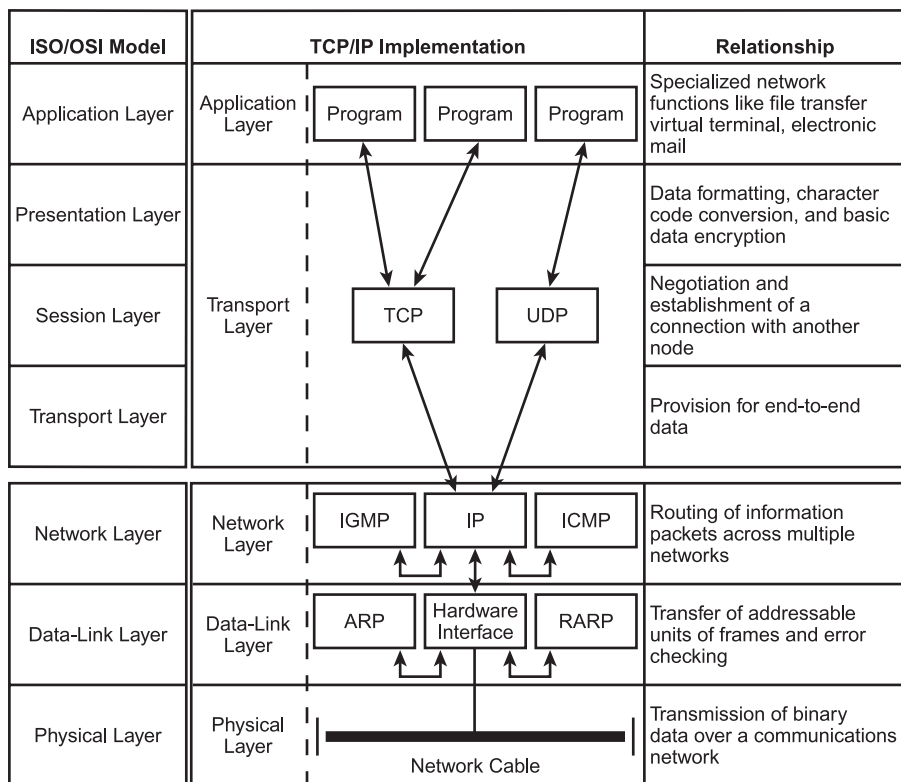 ISO/OSI Model
TCP/IP Implementation
Relationship
Application Layer
Application
Layer
Program
Program
Program
Specialized network
functions like file transfer
virtual terminal, electronic
mail
Presentation Layer
Data formatting, character
code conversion, and basic
data encryption
Session Layer
Transport
Layer
TCP
UDP
Negotiation and
establishment of a
connection with another
node
Transport Layer
Provision for end-to-end
data
Network Layer
Network
Layer
IGMP
IP
ICMP
Routing of information
packets across multiple
networks
Data-Link Layer
Data-Link
Layer
ARP
Hardware
Interface
RARP
Transfer of addressable
units of frames and error
checking
Physical Layer
Physical
Layer
Network Cable
Transmission of binary
data over a communications
network